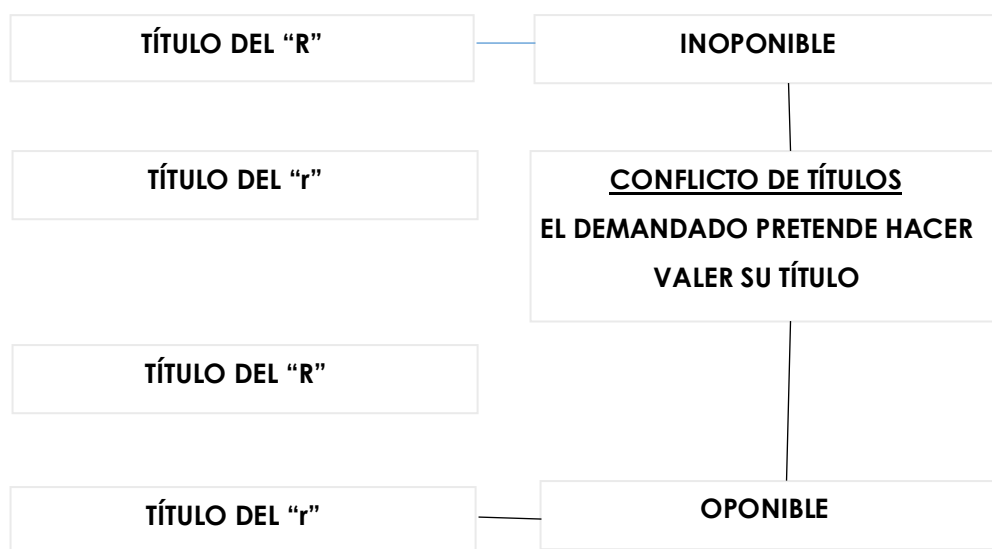 TÍTULO DEL “R”
INOPONIBLE
TÍTULO DEL “r”
CONFLICTO DE TÍTULOS
EL DEMANDADO PRETENDE HACER
VALER SU TÍTULO
TÍTULO DEL “R”
TÍTULO DEL “r”
OPONIBLE